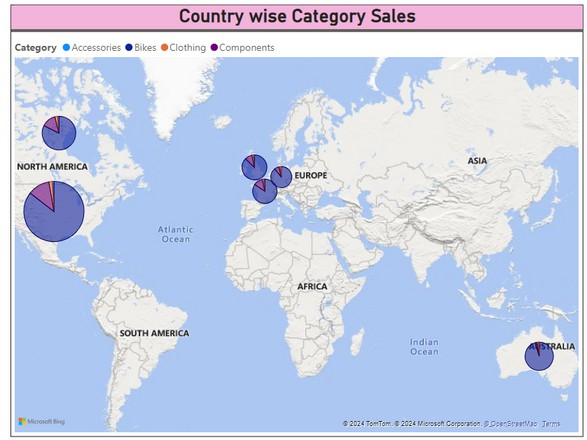 Country wise Category Sales
Category Accessories Bikes Clothing Components
NORTH AMERICA
EUROPE
ASIA
Atlantic
Ocean
AFRICA
SOUTH AMERICA
Indian
Ocean
AUSTRALIA
Microsoft Bing
© 2024 TomTom, © 2024 Microsoft Corporation, © OpenStreetMap Terms